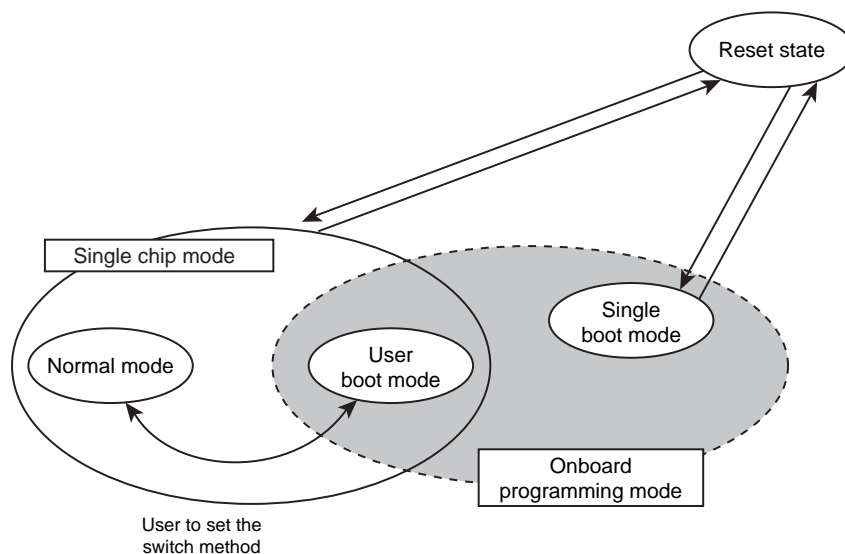 Reset state
Single chip mode
Single
boot mode
Normal mode
User
boot mode
Onboard
programming mode
User to set the
switch method